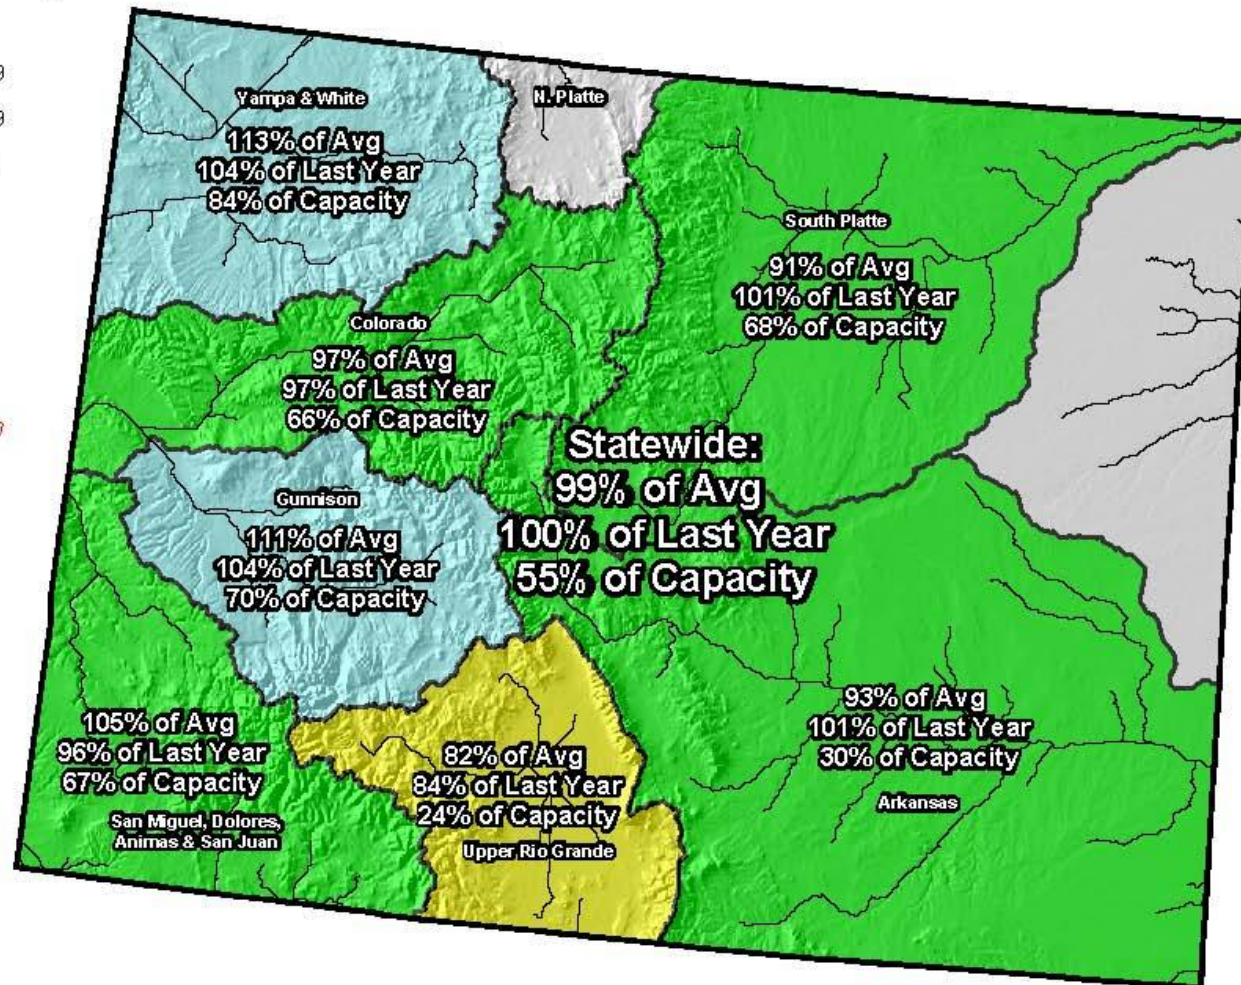 Yampa & White
113% of Avg
104% of Last Year
84% of Capacity
N. Platte
South Platte
91% of Avg
101% of Last Year
68% of Capacity
Colorado
97% of Avg
97% of Last Year
66% of Capacity
Statewide:
99% of Avg
100% of Last Year
55% of Capacity
Gunnison
111% of Avg
104% of Last Year
70% of Capacity
105% of Avg
96% of Last Year
67% of Capacity
San Miguel, Dolores,
Animas & San Juan
82% of Avg
84% of Last Year
24% of Capacity
Upper Rio Grande
93% of Avg
101% of Last Year
30% of Capacity
Arkansas